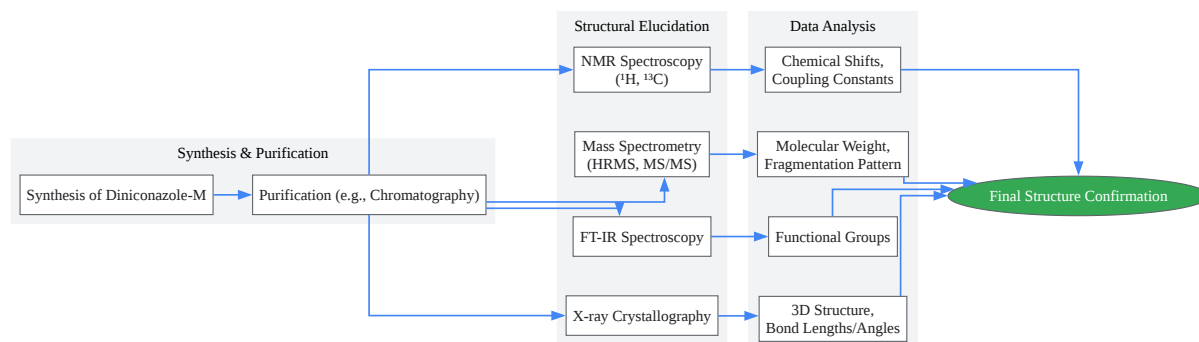 Structural Elucidation
Data Analysis
NMR Spectroscopy
(¹H, ¹³C)
Chemical Shifts,
Coupling Constants
Synthesis & Purification
Mass Spectrometry
(HRMS, MS/MS)
Molecular Weight,
Fragmentation Pattern
Synthesis of Diniconazole-M
Purification (e.g., Chromatography)
Final Structure Confirmation
FT-IR Spectroscopy
Functional Groups
X-ray Crystallography
3D Structure,
Bond Lengths/Angles